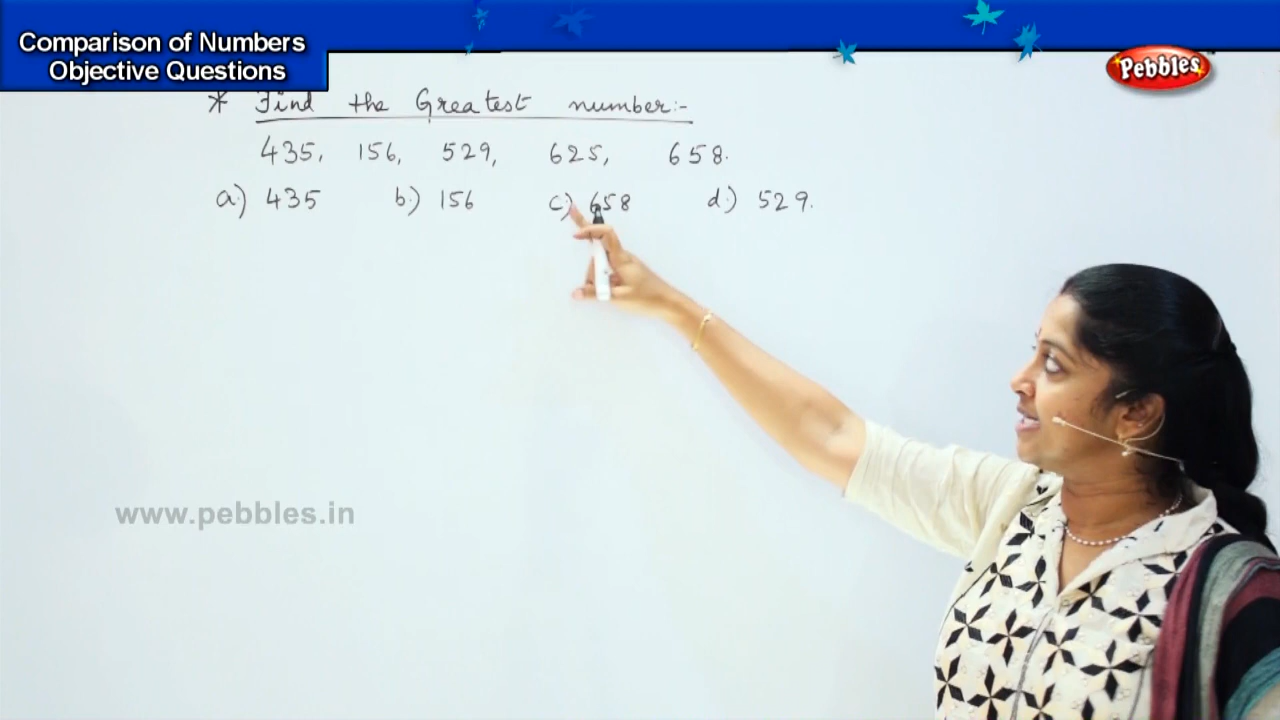 Comparison of Numbers
Objective Questions
Pebbles
* Find the Greatest number:-
435, 156, 529, 625, 658.
a.) 435 b.) 156 c.) 658 d.) 529.
www.pebbles.in